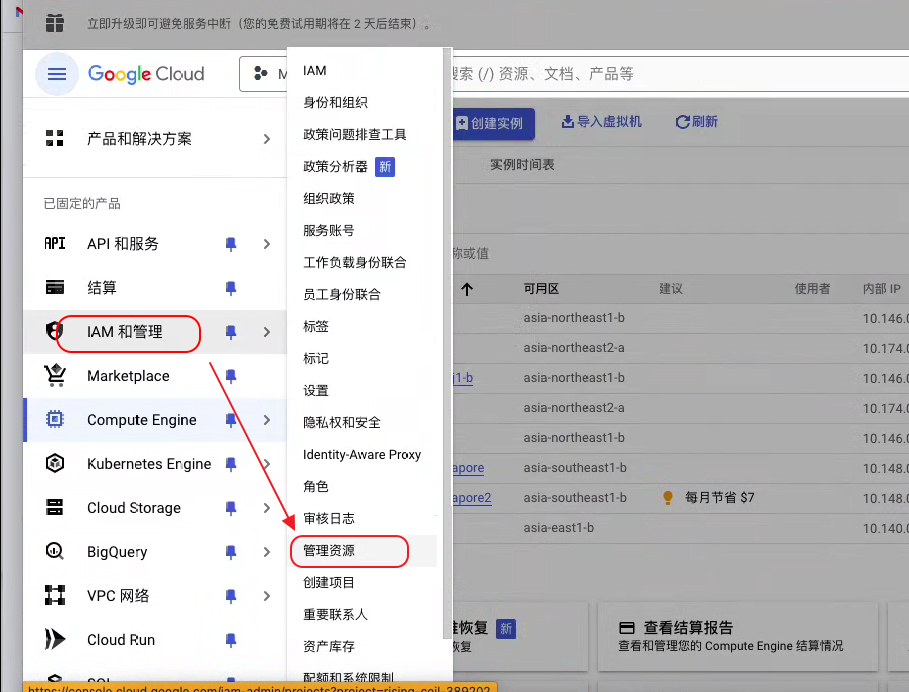 立即升级即可避免服务中断（您的免费试用期将在 2 天后结束）。
Google Cloud
搜索 (/) 资源、文档、产品等
产品和解决方案
已固定的产品
API API 和服务
结算
IAM 和管理
Marketplace
Compute Engine
Kubernetes Engine
Cloud Storage
BigQuery
VPC 网络
Cloud Run
IAM
身份和组织
政策问题排查工具
政策分析器 新
组织政策
服务账号
工作负载身份联合
员工身份联合
标签
标记
设置
隐私权和安全
Identity-Aware Proxy
角色
审核日志
管理资源
创建项目
重要联系人
资产库存
配额和系统限制
创建实例 导入虚拟机 刷新
实例时间表
称或值
可用区 建议 使用者 内部 IP
asia-northeast1-b 10.146.0
asia-northeast2-a 10.174.0
1-b asia-northeast1-b 10.146.0
asia-northeast2-a 10.174.0
asia-northeast1-b 10.146.0
apore asia-southeast1-b 10.148.0
apore2 asia-southeast1-b 每月节省 $7 10.148.0
asia-east1-b 10.140.0
恢复 新
恢复
查看结算报告
查看和管理您的 Compute Engine 结算情况
https://console.cloud.google.com/iam-admin/projects?project=rising-coil-389202